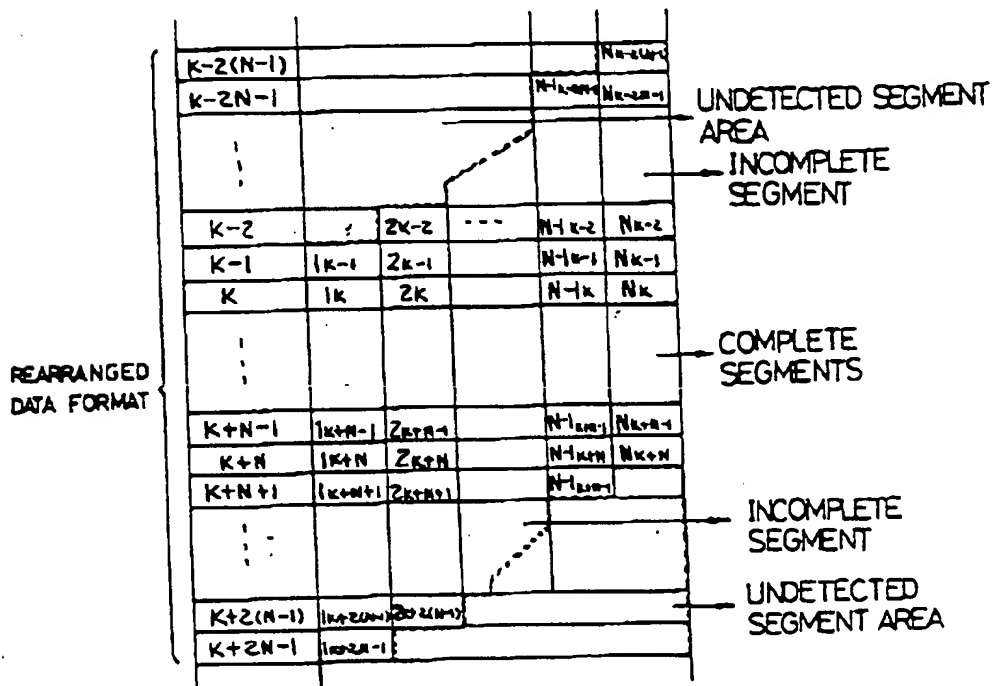 K-2(N-1)
K-2N-1
UNDETECTED SEGMENT
AREA
INCOMPLETE
SEGMENT
K-2 2K-2 N-1K-2 NK-2
K-1 1K-1 2K-1 N-1K-1 NK-1
K 1K 2K N-1K NK
COMPLETE
SEGMENTS
REARRANGED
DATA FORMAT
K+N-1 1K+N-1 2K+N-1 NK+N-1
K+N 1K+N 2K+N N-1K+N NK+N
K+N+1 1K+N+1 2K+N+1
INCOMPLETE
SEGMENT
UNDETECTED
SEGMENT AREA
K+2(N-1)
K+2N-1 1K+2N-1